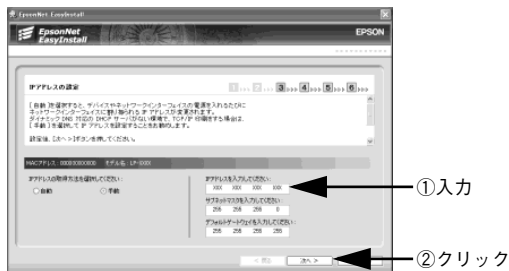 EpsonNet EasyInstall
EpsonNet
EasyInstall
EPSON
IPアドレスの設定
1 2 3 4 5 6
[ 自動 ]を選択すると、デバイスやネットワークインターフェイスの電源を入れるたびに
ネットワークインターフェイスに割り当てられる IP アドレスが変更されます。
ダイナミック DNS 対応の DHCP サーバがない環境で、TCP/IP 印刷をする場合は、
[ 手動 ]を選択して IP アドレスを設定することをお勧めします。
設定後、[次へ >]ボタンを押してください。
MACアドレス : 000000000000 モデル名 : LP-XXXX
IPアドレスの取得方法を選択してください:
自動 手動
IPアドレスを入力してください:
XXX XXX XXX XXX
サブネットマスクを入力してください:
255 255 255 0
デフォルトゲートウェイを入力してください:
255 255 255 255
①入力
< 戻る 次へ >
②クリック